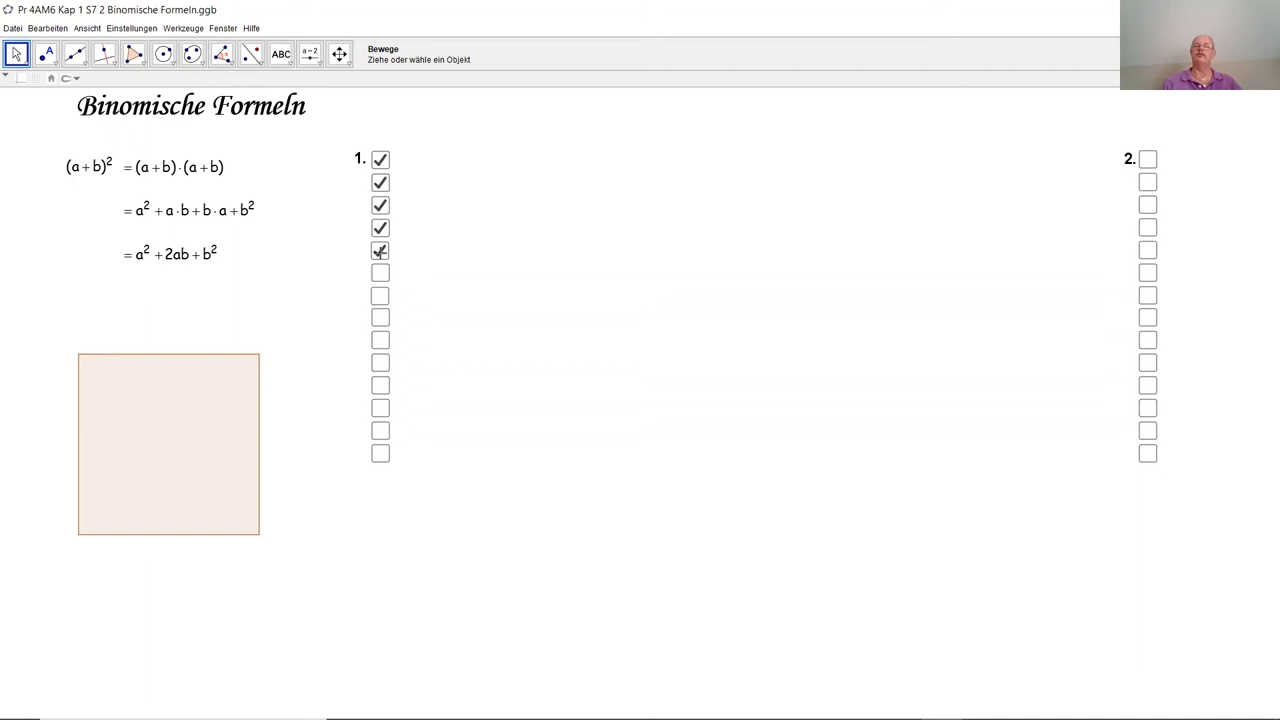 Pr 4AM6 Kap 1 S7 2 Binomische Formeln.ggb
Datei Bearbeiten Ansicht Einstellungen Werkzeuge Fenster Hilfe
A ABC a=2 Bewege
Ziehe oder wähle ein Objekt
Binomische Formeln
(a+b)² = (a+b)·(a+b)
= a² + a·b + b·a + b²
= a² + 2ab + b²
1.
2.